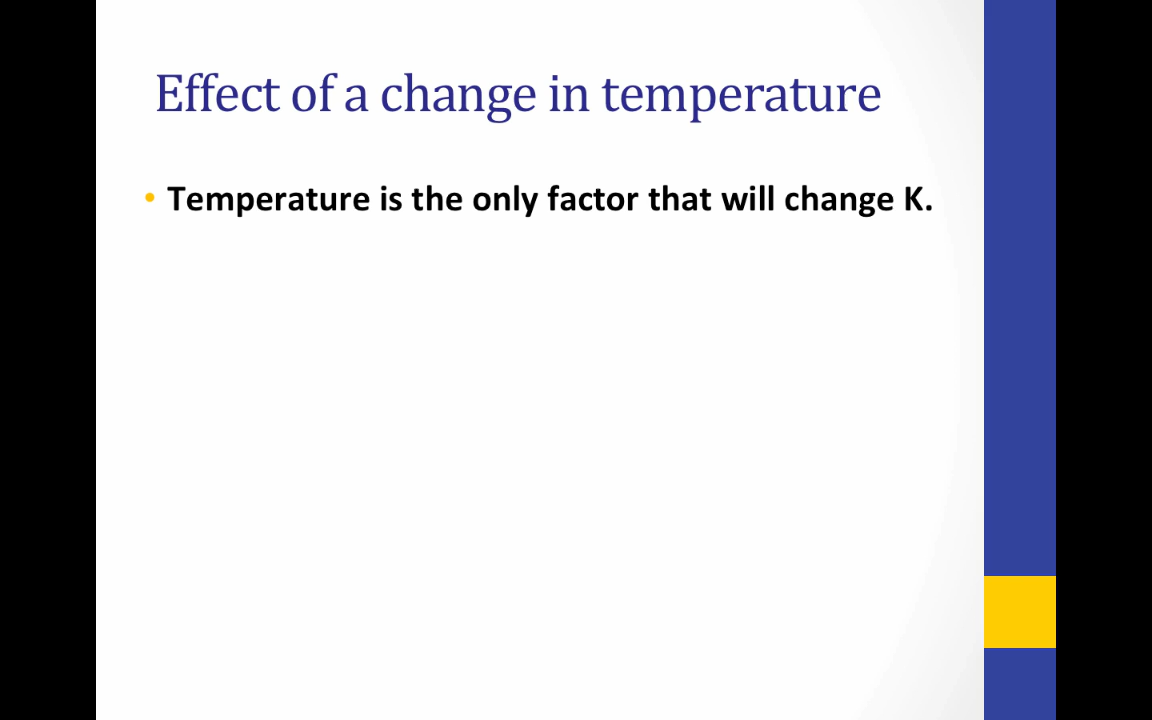 Effect of a change in temperature
• Temperature is the only factor that will change K.